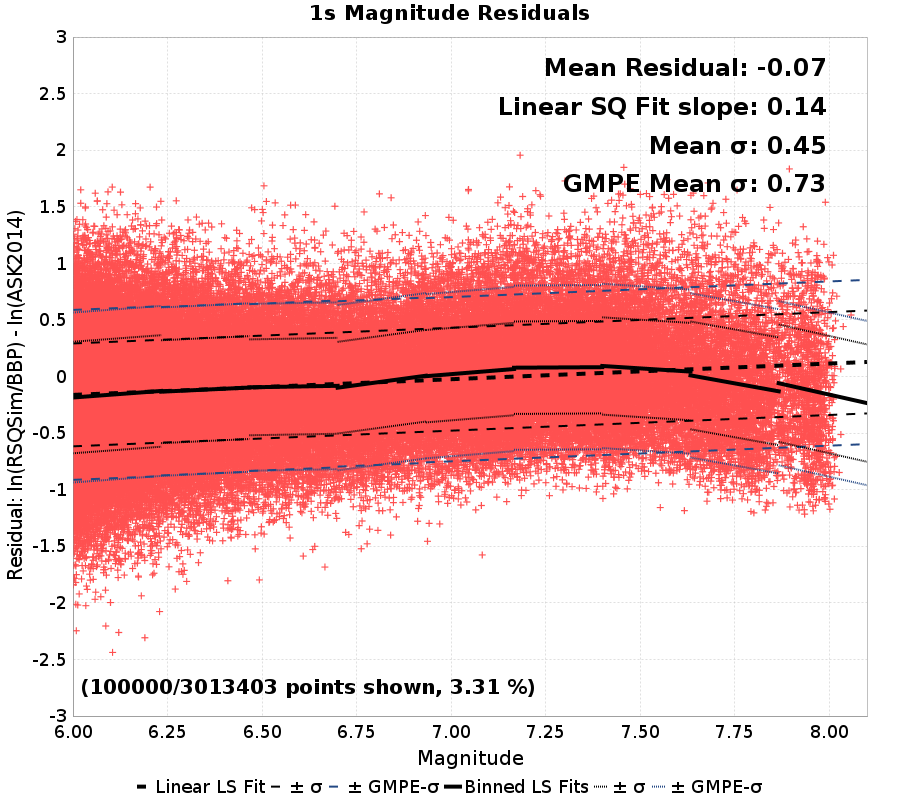 1s Magnitude Residuals
Mean Residual: -0.07
Linear SQ Fit slope: 0.14
Mean σ: 0.45
GMPE Mean σ: 0.73
Residual: ln(RSQSim/BBP) - ln(ASK2014)
3
2.5
2
1.5
1
0.5
0
-0.5
-1
-1.5
-2
-2.5
-3
(100000/3013403 points shown, 3.31 %)
6.00 6.25 6.50 6.75 7.00 7.25 7.50 7.75 8.00
Magnitude
Linear LS Fit ± σ ± GMPE-σ Binned LS Fits ± σ ± GMPE-σ